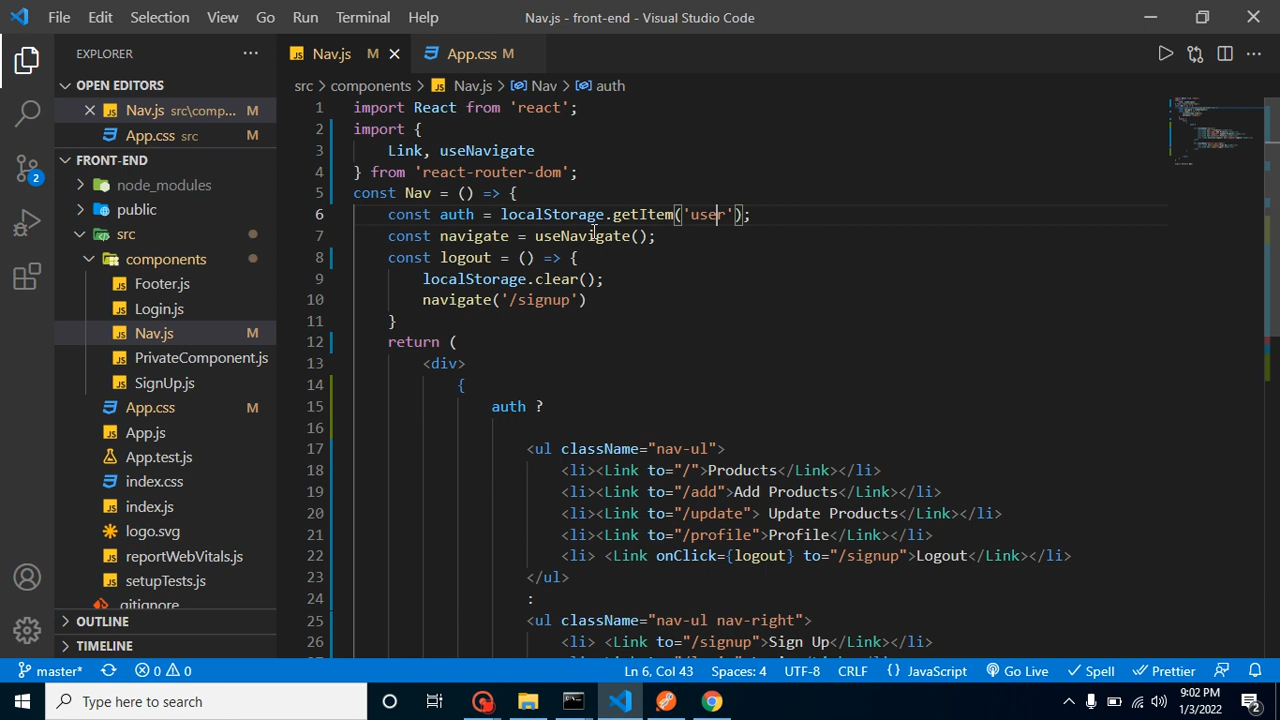 File Edit Selection View Go Run Terminal Help Nav.js - front-end - Visual Studio Code
EXPLORER
OPEN EDITORS
Nav.js src\comp... M
App.css src M
FRONT-END
node_modules
public
src
components
Footer.js
Login.js
Nav.js M
PrivateComponent.js
SignUp.js
App.css M
App.js
App.test.js
index.css
index.js
logo.svg
reportWebVitals.js
setupTests.js
.gitignore
OUTLINE
TIMELINE
2
Nav.js M App.css M
src > components > Nav.js > Nav > auth
1 import React from 'react';
2 import {
3 Link, useNavigate
4 } from 'react-router-dom';
5 const Nav = () => {
6 const auth = localStorage.getItem('user');
7 const navigate = useNavigate();
8 const logout = () => {
9 localStorage.clear();
10 navigate('/signup')
11 }
12 return (
13 <div>
14 {
15 auth ?
16
17 <ul className="nav-ul">
18 <li><Link to="/">Products</Link></li>
19 <li><Link to="/add">Add Products</Link></li>
20 <li><Link to="/update"> Update Products</Link></li>
21 <li><Link to="/profile">Profile</Link></li>
22 <li> <Link onClick={logout} to="/signup">Logout</Link></li>
23 </ul>
24 :
25 <ul className="nav-ul nav-right">
26 <li> <Link to="/signup">Sign Up</Link></li>
master* 0 0 Ln 6, Col 43 Spaces: 4 UTF-8 CRLF {} JavaScript Go Live Spell Prettier
Type here to search
9:02 PM
1/3/2022
2